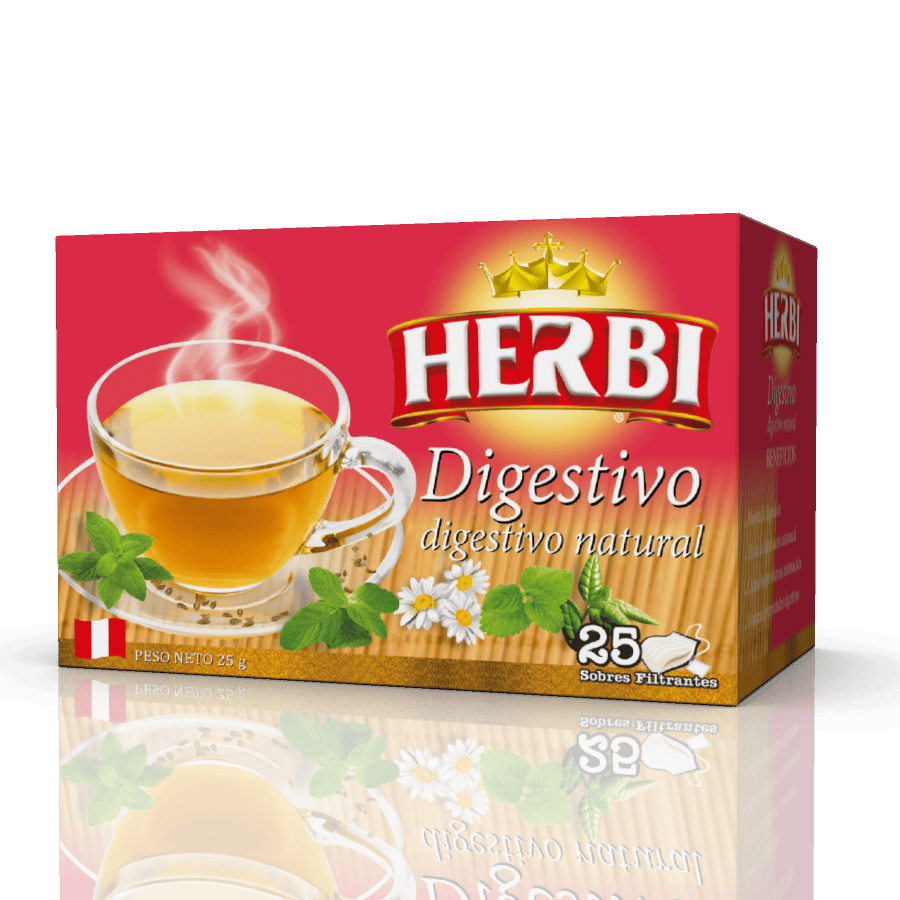 HERBI
®
Digestivo
digestivo natural
25
Sobres Filtrantes
PESO NETO 25 g
HERBI
Digestivo
digestivo natural
BENEFICIOS